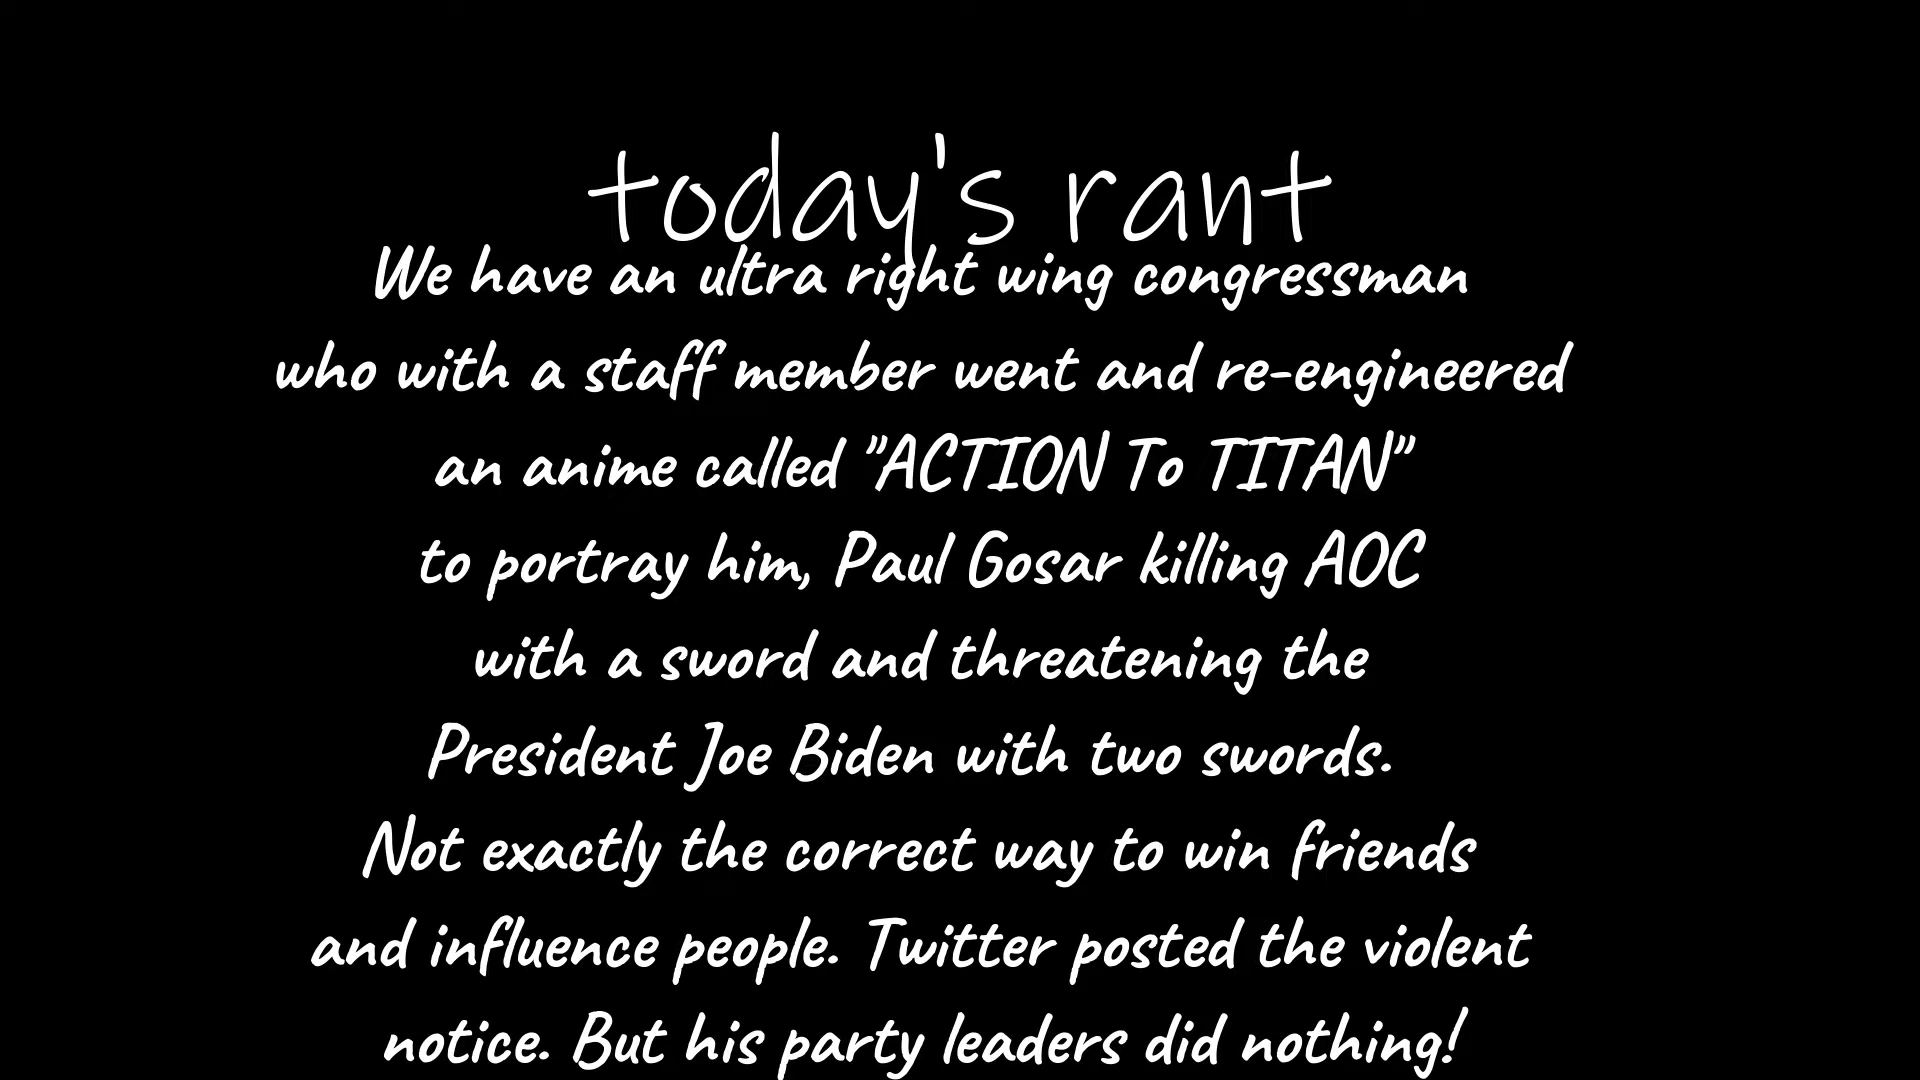 today's rant
We have an ultra right wing congressman
who with a staff member went and re-engineered
an anime called "ACTION To TITAN"
to portray him, Paul Gosar killing AOC
with a sword and threatening the
President Joe Biden with two swords.
Not exactly the correct way to win friends
and influence people. Twitter posted the violent
notice. But his party leaders did nothing!